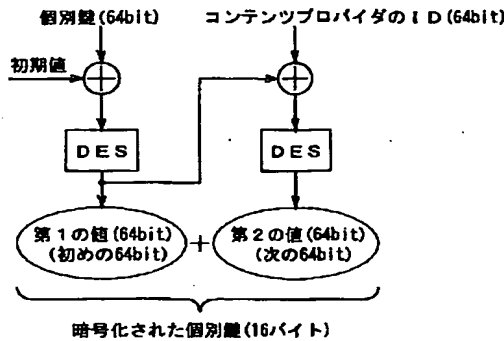 個別鍵(64bit)
コンテンツプロバイダのID(64bit)
初期値
DES
DES
第1の値(64bit)
(初めの64bit)
+
第2の値(64bit)
(次の64bit)
暗号化された個別鍵(16バイト)